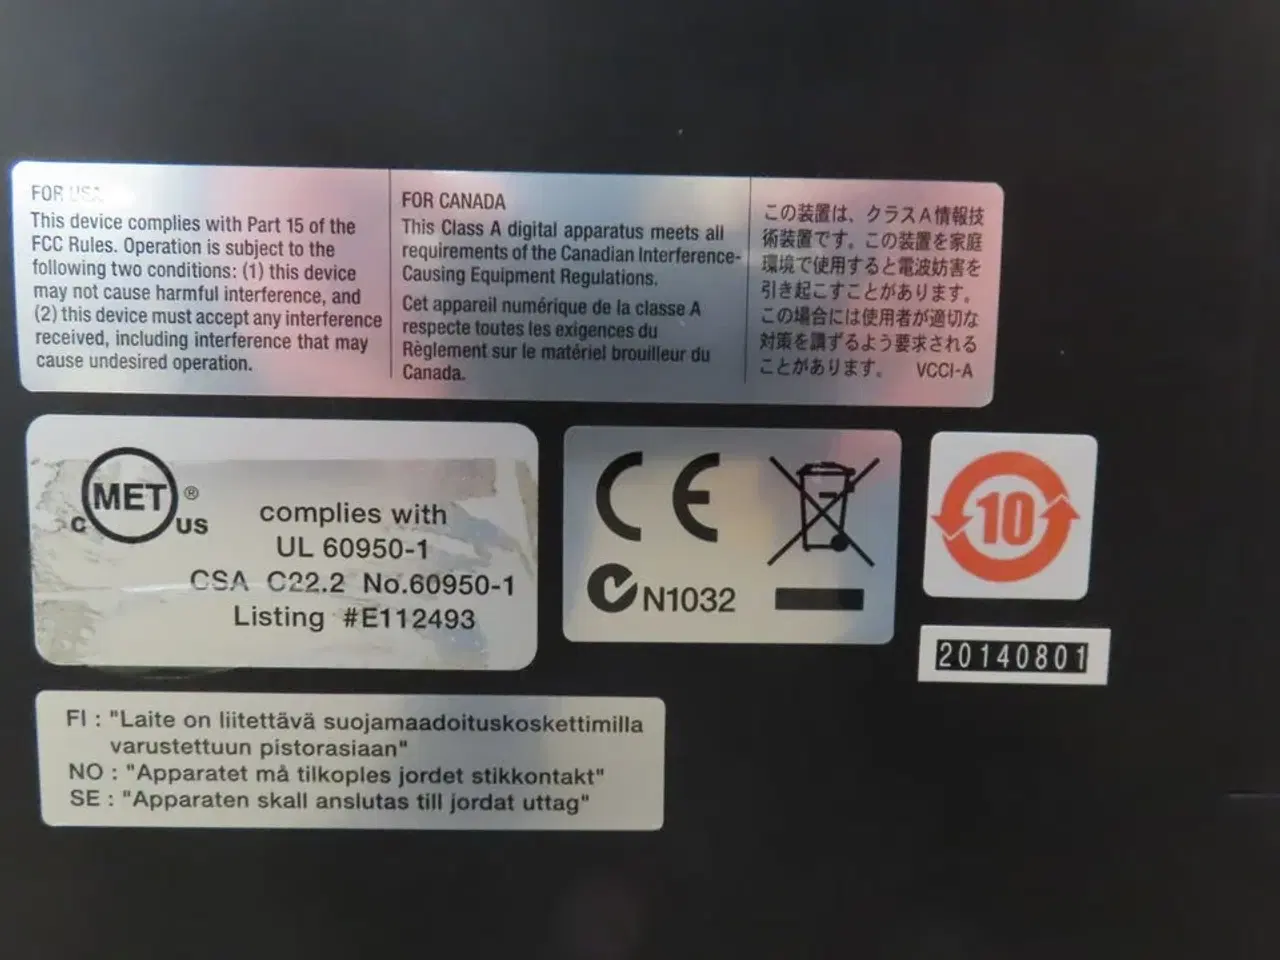 FOR USA
This device complies with Part 15 of the
FCC Rules. Operation is subject to the
following two conditions: (1) this device
may not cause harmful interference, and
(2) this device must accept any interference
received, including interference that may
cause undesired operation.
FOR CANADA
This Class A digital apparatus meets all
requirements of the Canadian Interference-
Causing Equipment Regulations.
Cet appareil numérique de la classe A
respecte toutes les exigences du
Règlement sur le matériel brouilleur du
Canada.
この装置は、クラスA情報技
術装置です。この装置を家庭
環境で使用すると電波妨害を
引き起こすことがあります。
この場合には使用者が適切な
対策を講ずるよう要求される
ことがあります。 VCCI-A
MET ®
C US
complies with
UL 60950-1
CSA C22.2 No.60950-1
Listing #E112493
CE
N1032
10
20140801
FI : "Laite on liitettävä suojamaadoituskoskettimilla
varustettuun pistorasiaan"
NO : "Apparatet må tilkoples jordet stikkontakt"
SE : "Apparaten skall anslutas till jordat uttag"